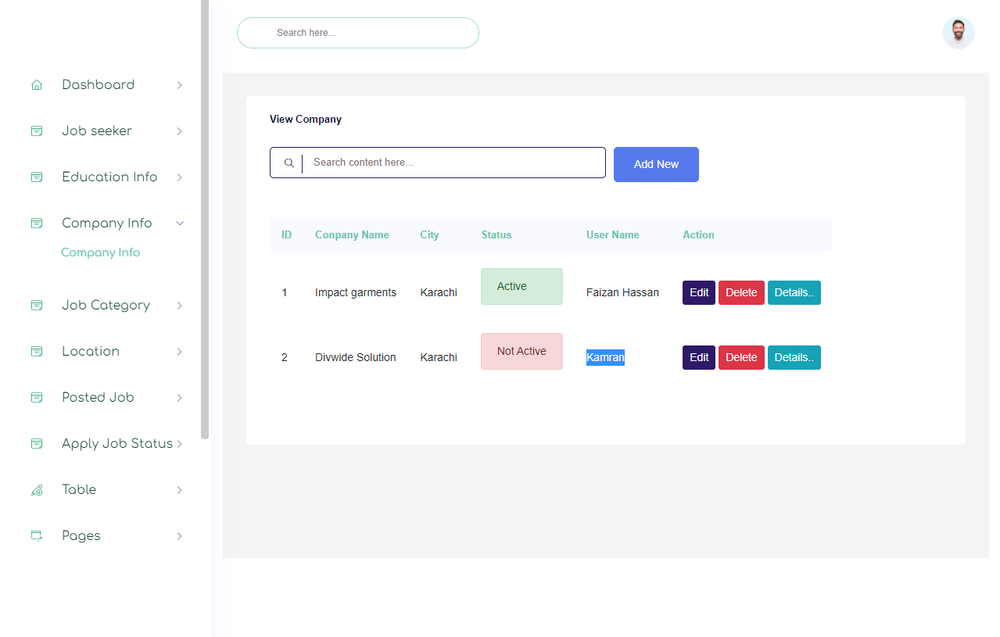 Search here...
Dashboard
Job seeker
Education Info
Company Info
Company Info
Job Category
Location
Posted Job
Apply Job Status
Table
Pages
View Company
Search content here...
Add New
ID Conpany Name City Status User Name Action
1 Impact garments Karachi Active Faizan Hassan Edit Delete Details..
2 Divwide Solution Karachi Not Active Kamran Edit Delete Details..